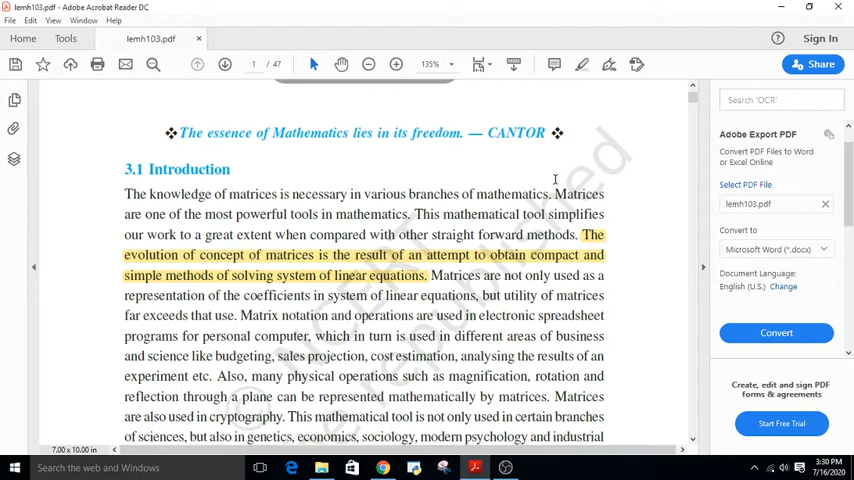 lemh103.pdf - Adobe Acrobat Reader DC
File Edit View Window Help
Home Tools lemh103.pdf × Sign In
1 / 47 135% Share
❖The essence of Mathematics lies in its freedom. — CANTOR ❖
3.1 Introduction
The knowledge of matrices is necessary in various branches of mathematics. Matrices
are one of the most powerful tools in mathematics. This mathematical tool simplifies
our work to a great extent when compared with other straight forward methods. The
evolution of concept of matrices is the result of an attempt to obtain compact and
simple methods of solving system of linear equations. Matrices are not only used as a
representation of the coefficients in system of linear equations, but utility of matrices
far exceeds that use. Matrix notation and operations are used in electronic spreadsheet
programs for personal computer, which in turn is used in different areas of business
and science like budgeting, sales projection, cost estimation, analysing the results of an
experiment etc. Also, many physical operations such as magnification, rotation and
reflection through a plane can be represented mathematically by matrices. Matrices
are also used in cryptography. This mathematical tool is not only used in certain branches
of sciences, but also in genetics, economics, sociology, modern psychology and industrial
© NCERT
be republished
7.00 x 10.00 in
Search 'OCR'
Adobe Export PDF
Convert PDF Files to Word
or Excel Online
Select PDF File
lemh103.pdf
Convert to
Microsoft Word (*.docx)
Document Language:
English (U.S.) Change
Convert
Create, edit and sign PDF
forms & agreements
Start Free Trial
Search the web and Windows
3:30 PM
7/16/2020